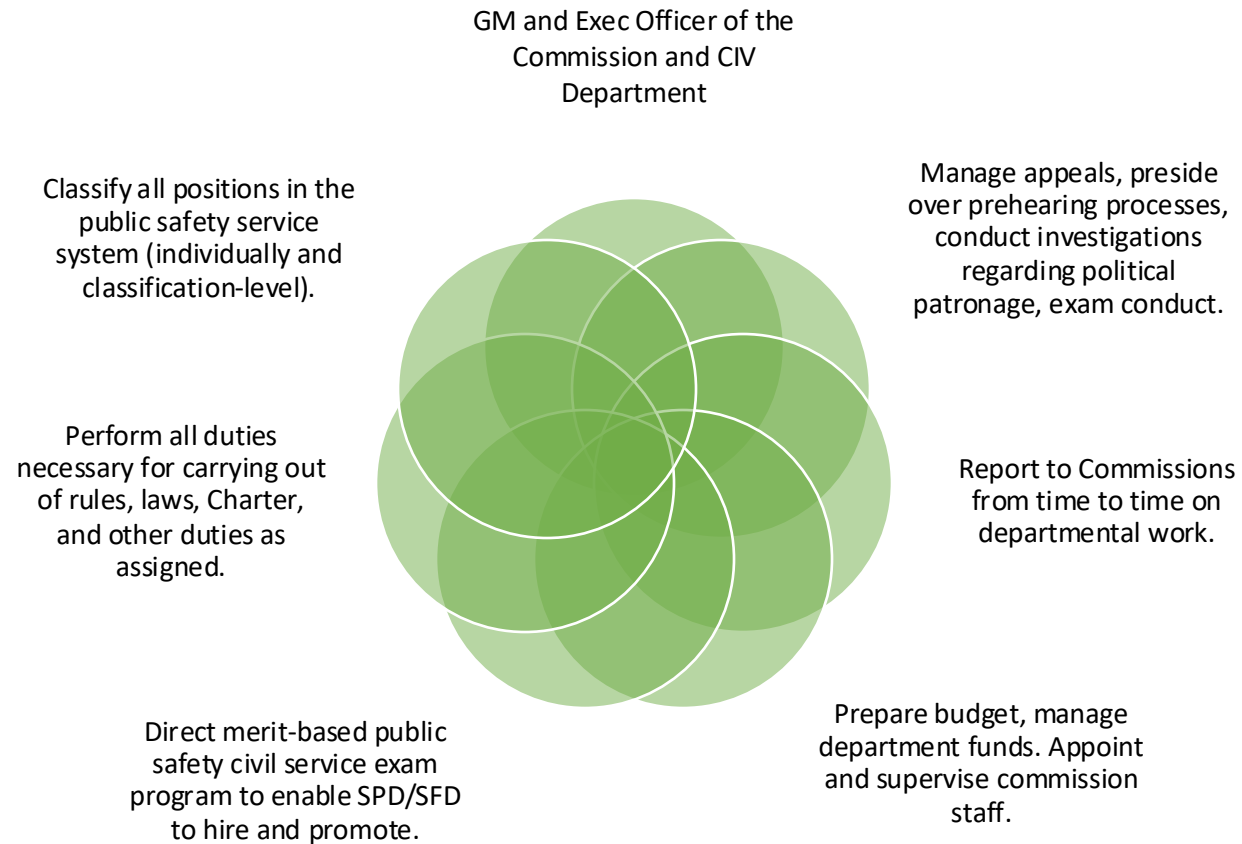 GM and Exec Officer of the
Commission and CIV
Department
Manage appeals, preside
over prehearing processes,
conduct investigations
regarding political
patronage, exam conduct.
Report to Commissions
from time to time on
departmental work.
Prepare budget, manage
department funds. Appoint
and supervise commission
staff.
Direct merit-based public
safety civil service exam
program to enable SPD/SFD
to hire and promote.
Perform all duties
necessary for carrying out
of rules, laws, Charter,
and other duties as
assigned.
Classify all positions in the
public safety service
system (individually and
classification-level).